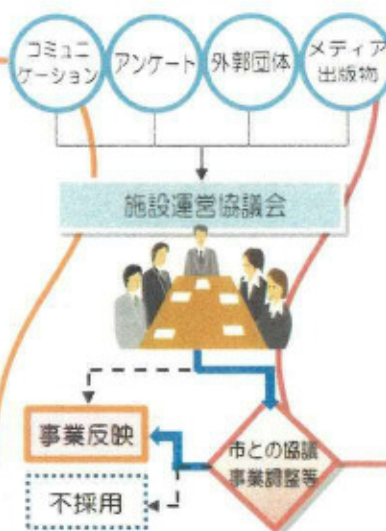 コミュニ
ケーション
アンケート
外郭団体
メディア
出版物
施設運営協議会
事業反映
市との協議
事業調整等
不採用